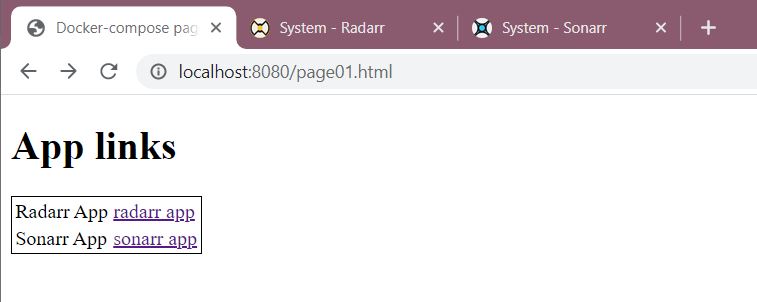 Docker-compose pag
System - Radarr
System - Sonarr
localhost:8080/page01.html
App links
Radarr App radarr app
Sonarr App sonarr app